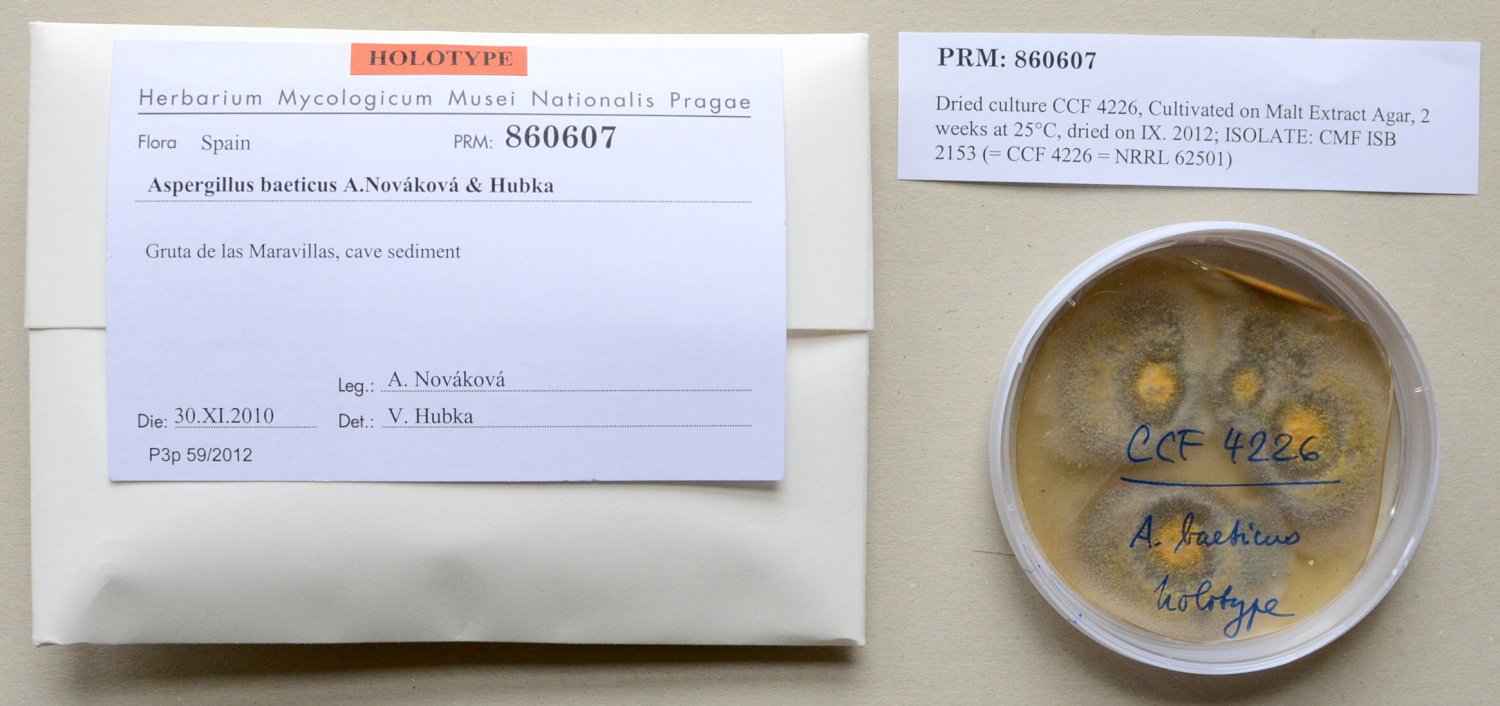 HOLOTYPE
Herbarium Mycologicum Musei Nationalis Pragae
Flora Spain PRM: 860607
Aspergillus baeticus A.Nováková & Hubka
Gruta de las Maravillas, cave sediment
Leg.: A. Nováková
Die: 30.XI.2010 Det.: V. Hubka
P3p 59/2012
PRM: 860607
Dried culture CCF 4226, Cultivated on Malt Extract Agar, 2
weeks at 25°C, dried on IX. 2012; ISOLATE: CMF ISB
2153 (= CCF 4226 = NRRL 62501)
CCF 4226
A. baeticus
holotype